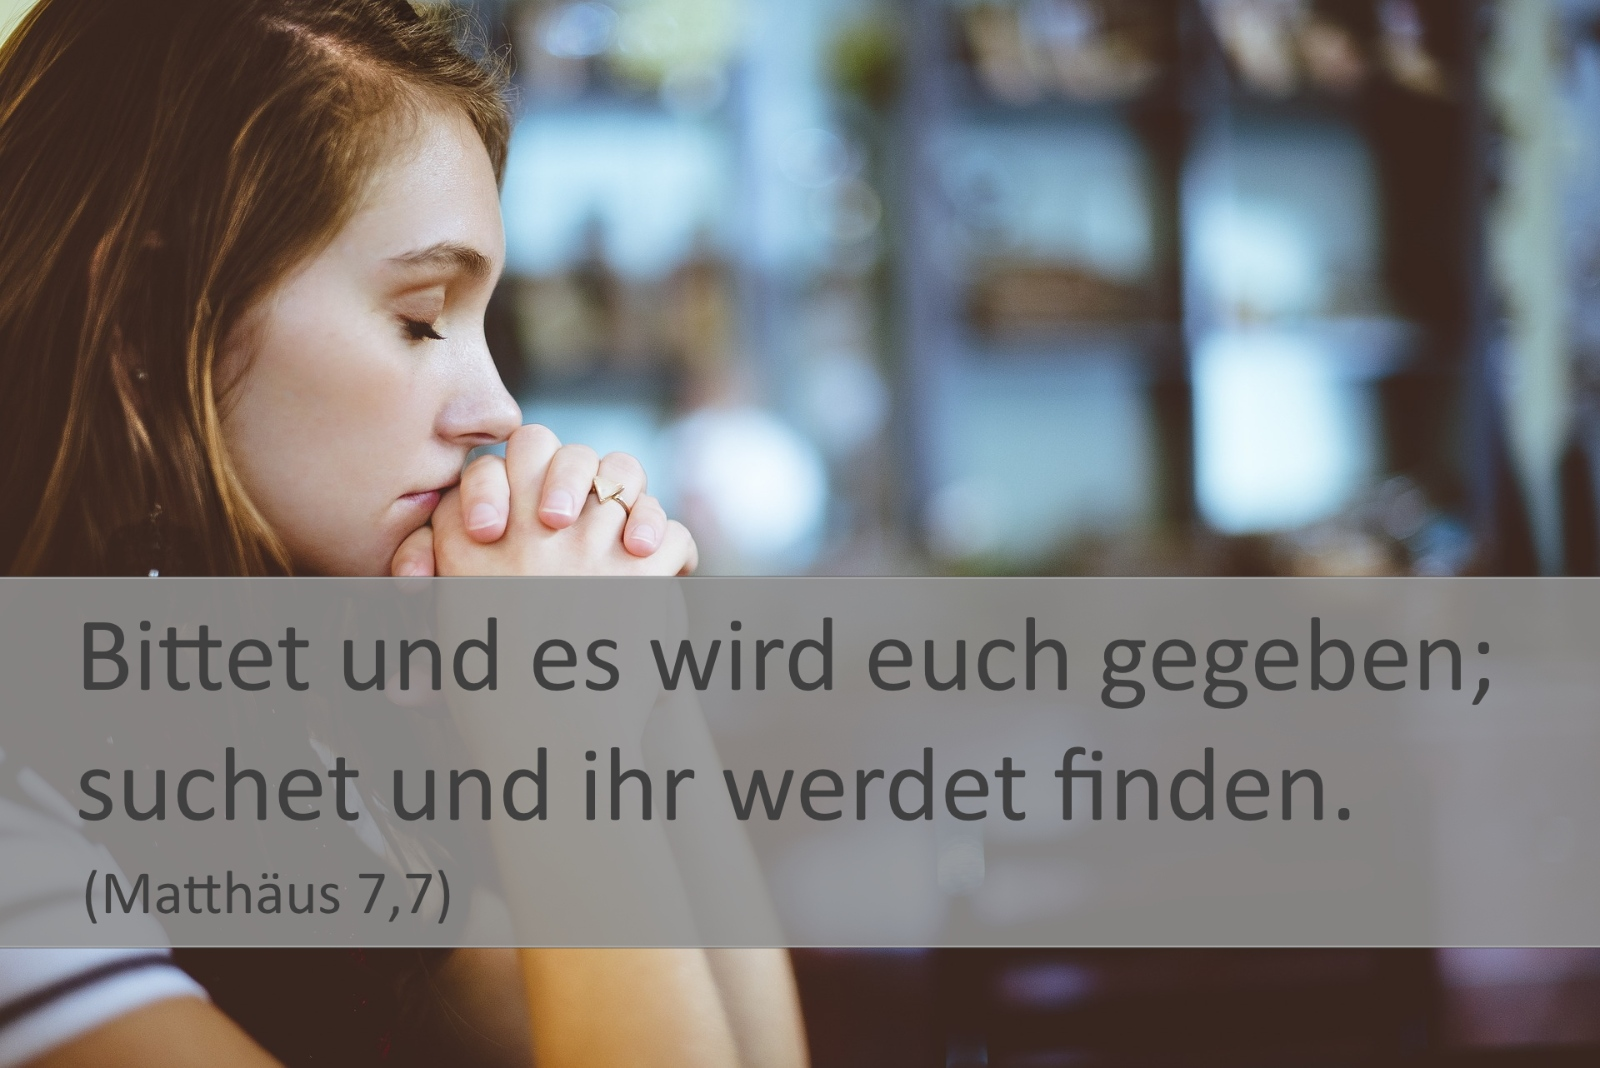 Bittet und es wird euch gegeben;
suchet und ihr werdet finden.
(Matthäus 7,7)